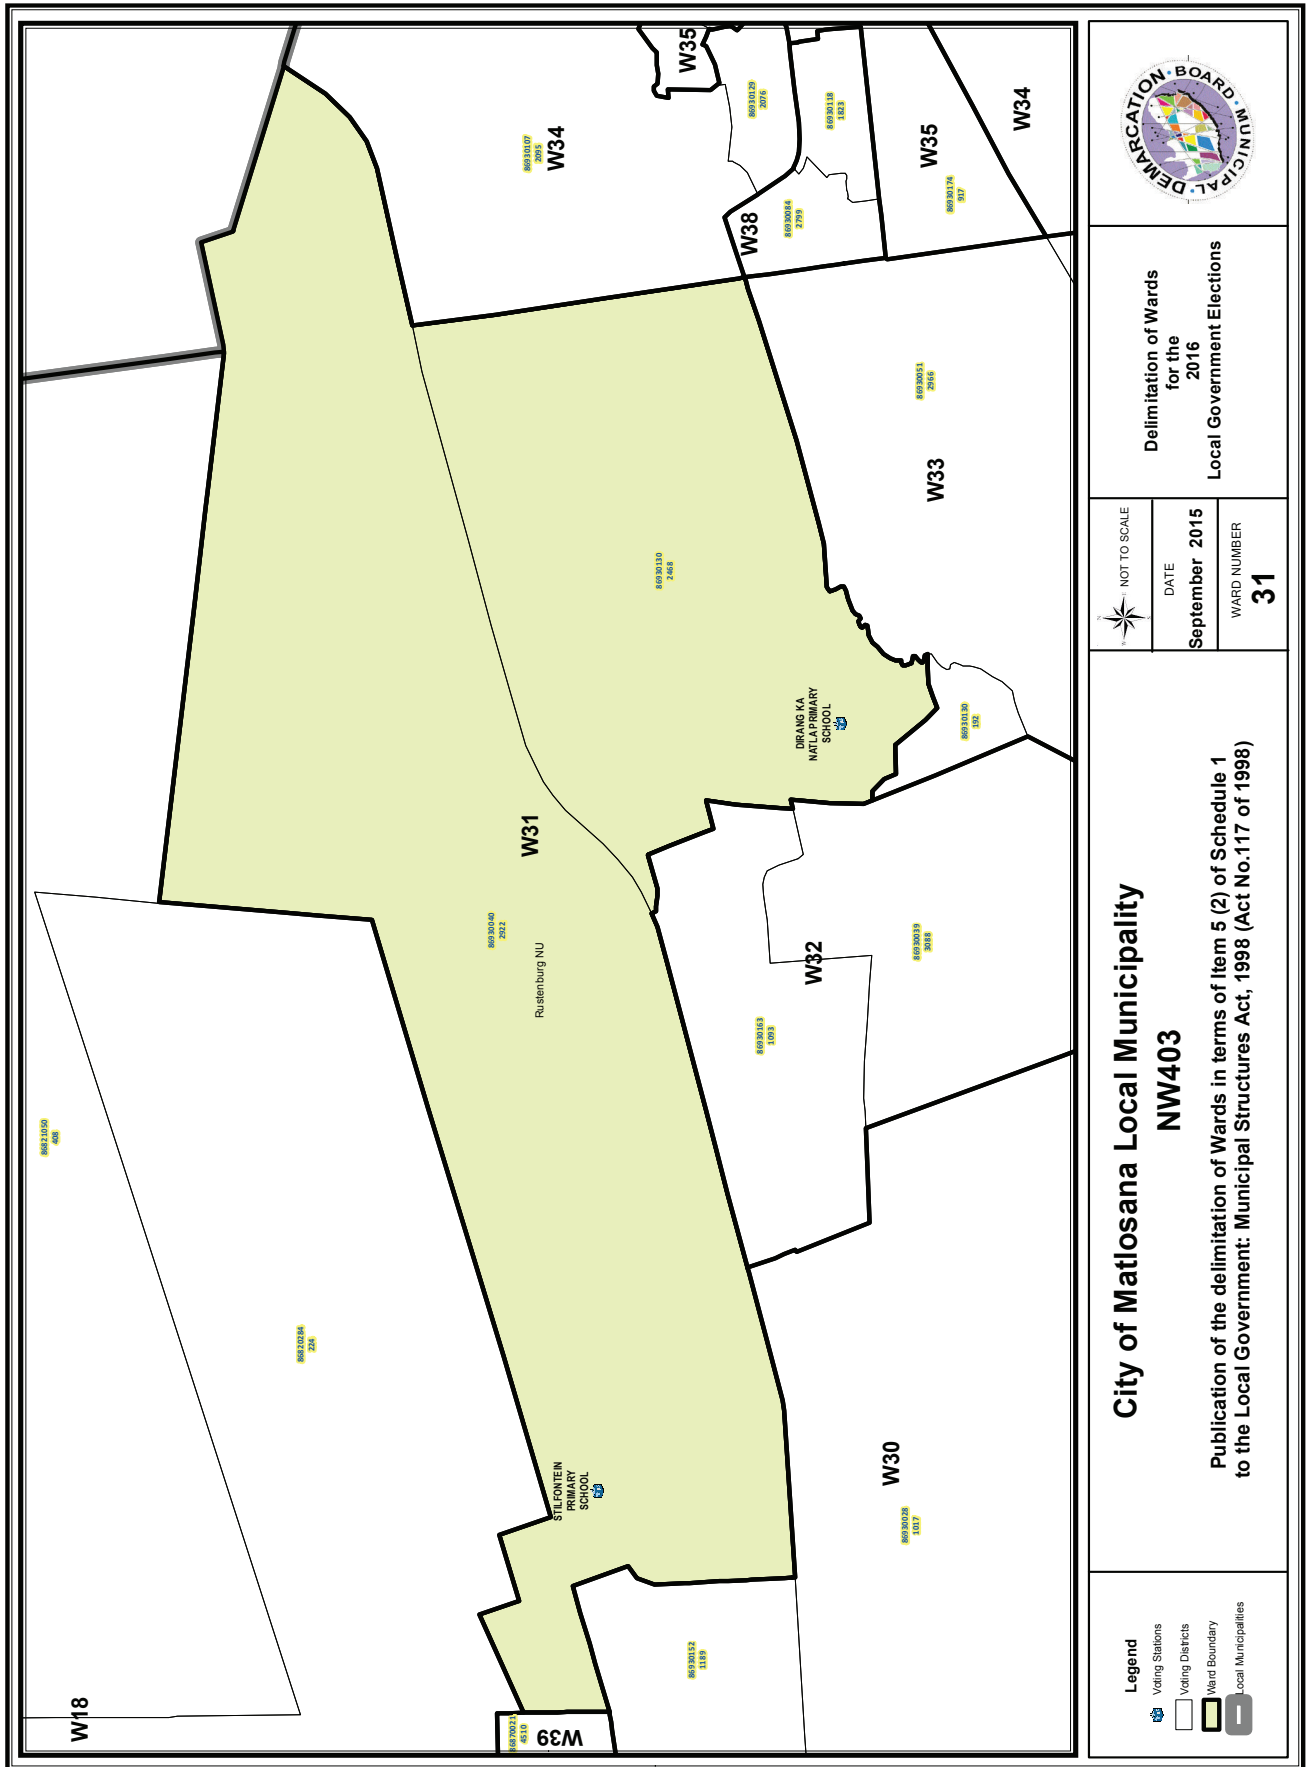 W18
86821050
408
86820284
224
W39
86870021
4510
STILFONTEIN
PRIMARY
SCHOOL
86930152
1189
W30
86930028
1017
W31
86930040
2922
Rustenburg NU
W32
86930163
1093
86930039
3088
DIRANG KA
NATLA PRIMARY
SCHOOL
86930130
192
86930130
2468
W33
86930051
2966
W34
86930107
2095
W35
86930129
2076
W38
86930084
2799
86930118
1823
W35
86930174
917
W34
Legend
Voting Stations
Voting Districts
Ward Boundary
Local Municipalities
City of Matlosana Local Municipality
NW403
Publication of the delimitation of Wards in terms of Item 5 (2) of Schedule 1
to the Local Government: Municipal Structures Act, 1998 (Act No.117 of 1998)
NOT TO SCALE
DATE
September 2015
WARD NUMBER
31
Delimitation of Wards
for the
2016
Local Government Elections
MUNICIPAL • DEMARCATION • BOARD •